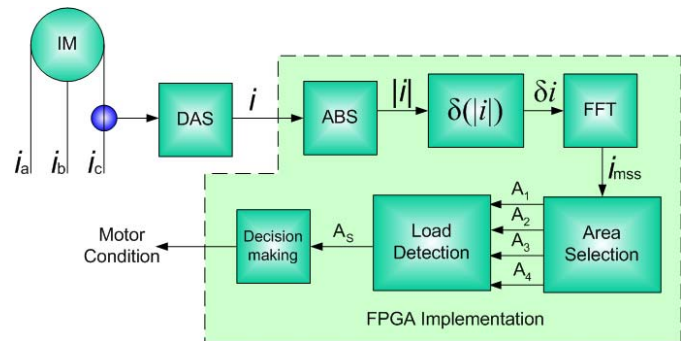 IM
i
|i|
δi
DAS
ABS
δ(|i|)
FFT
ia
ib
ic
imss
A1
A2
A3
A4
Motor
Condition
Decision
making
AS
Load
Detection
Area
Selection
FPGA Implementation